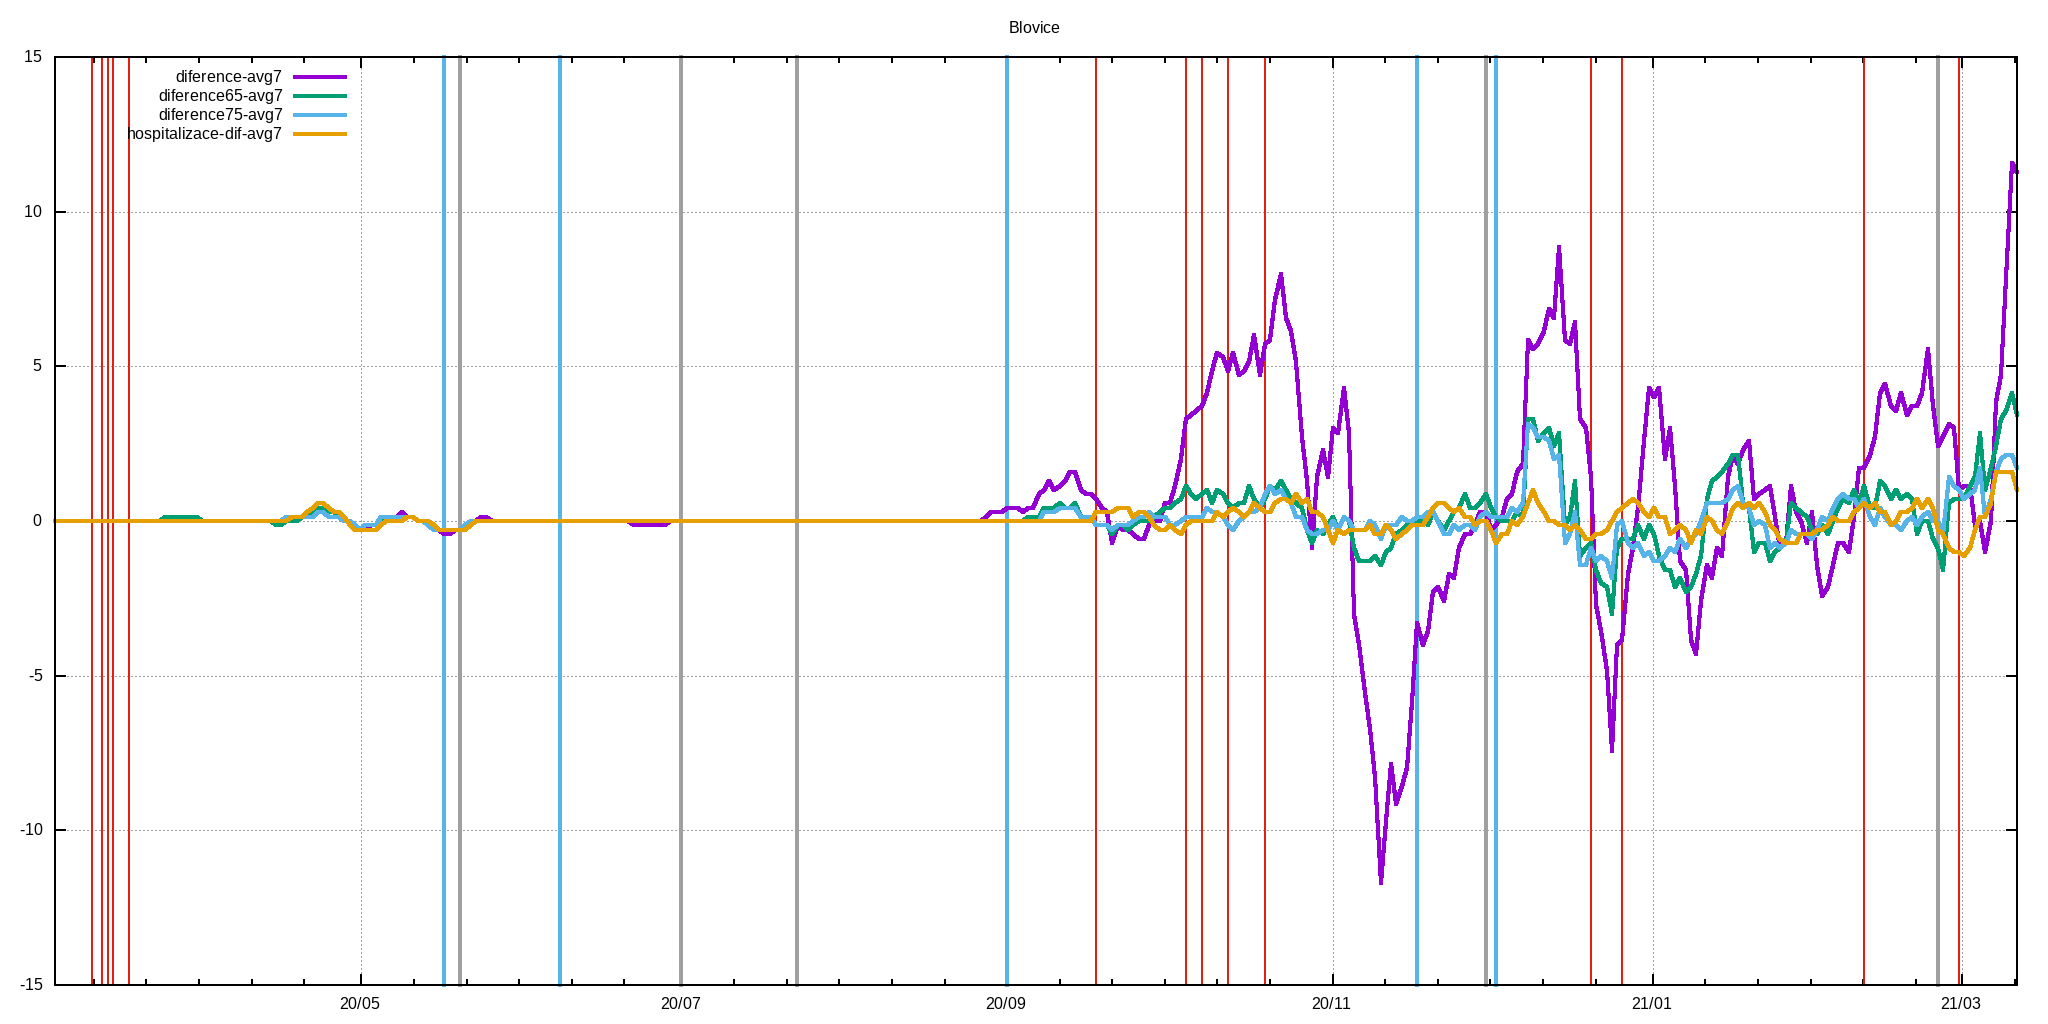 Blovice
15
diference-avg7
diference65-avg7
diference75-avg7
hospitalizace-dif-avg7
10
5
0
-5
-10
-15
20/05
20/07
20/09
20/11
21/01
21/03